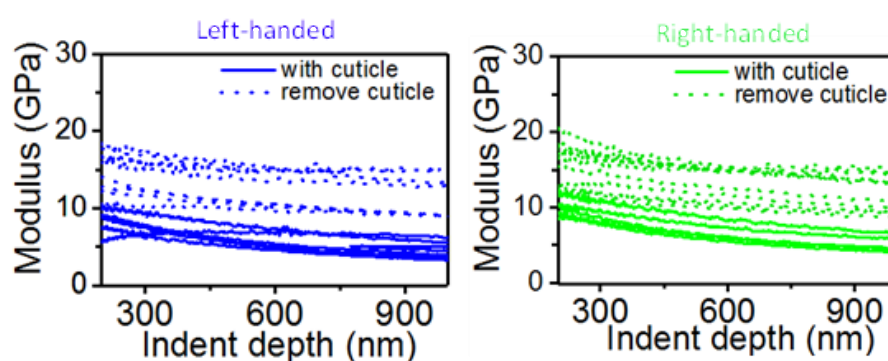 Left-handed
Modulus (GPa)
30
20
10
0
with cuticle
remove cuticle
300
600
900
Indent depth (nm)
Right-handed
Modulus (GPa)
30
20
10
0
with cuticle
remove cuticle
300
600
900
Indent depth (nm)